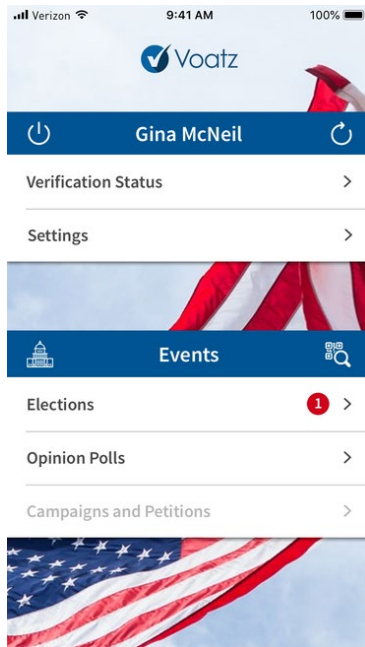 Verizon 9:41 AM 100%
Voatz
Gina McNeil
Verification Status
Settings
Events
Elections 1
Opinion Polls
Campaigns and Petitions